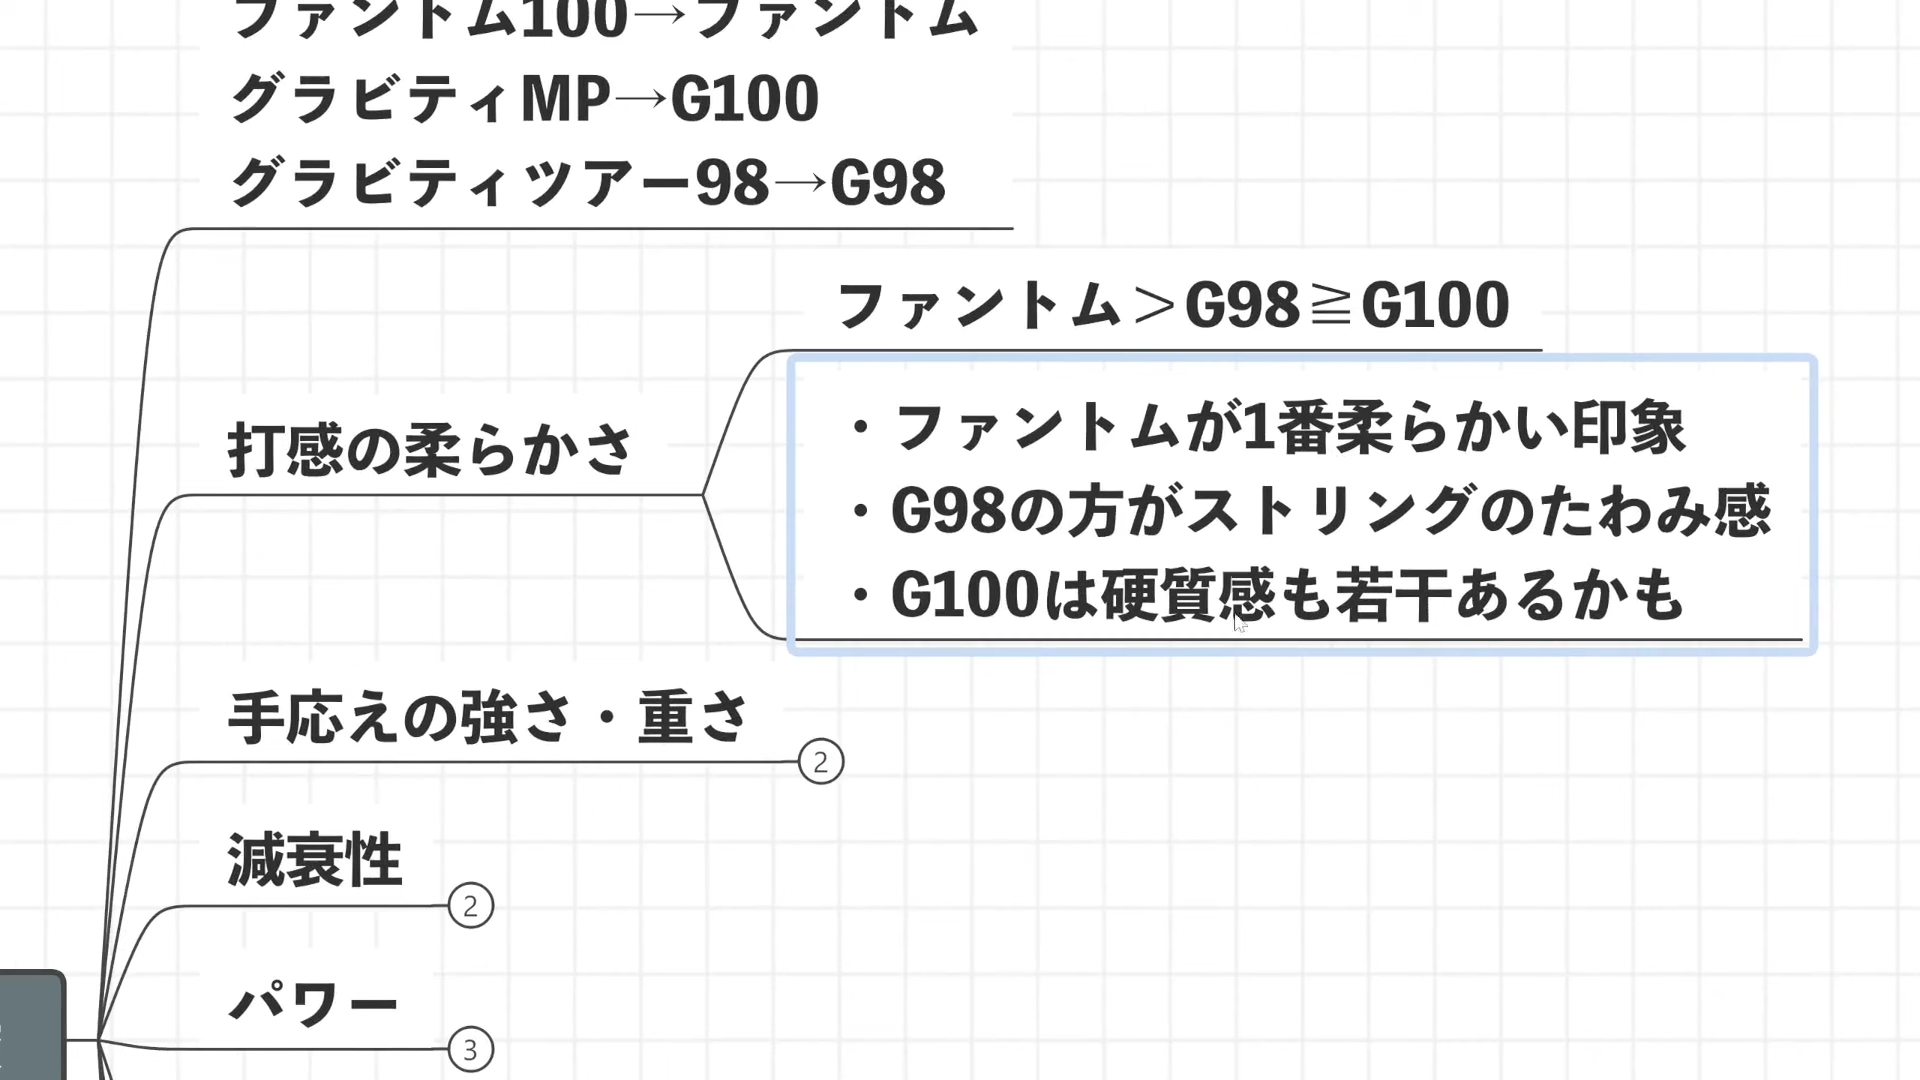 ファントム100→ファントム
グラビティMP→G100
グラビティツアー98→G98
ファントム＞G98≧G100
打感の柔らかさ
・ファントムが1番柔らかい印象
・G98の方がストリングのたわみ感
・G100は硬質感も若干あるかも
手応えの強さ・重さ
2
減衰性
2
パワー
3